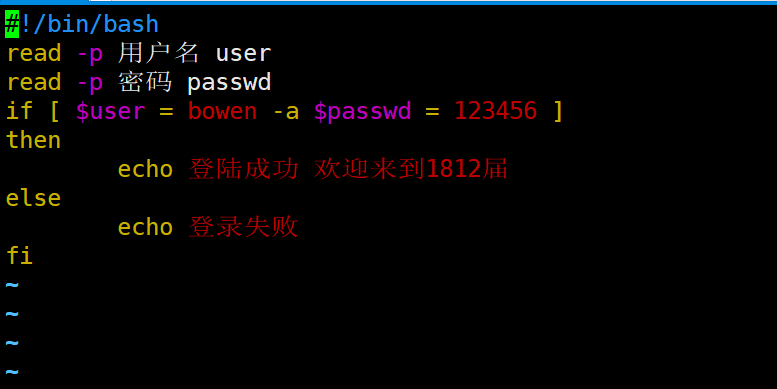 #!/bin/bash
read -p 用户名 user
read -p 密码 passwd
if [ $user = bowen -a $passwd = 123456 ]
then
        echo 登陆成功 欢迎来到1812届
else
        echo 登录失败
fi
~
~
~
~